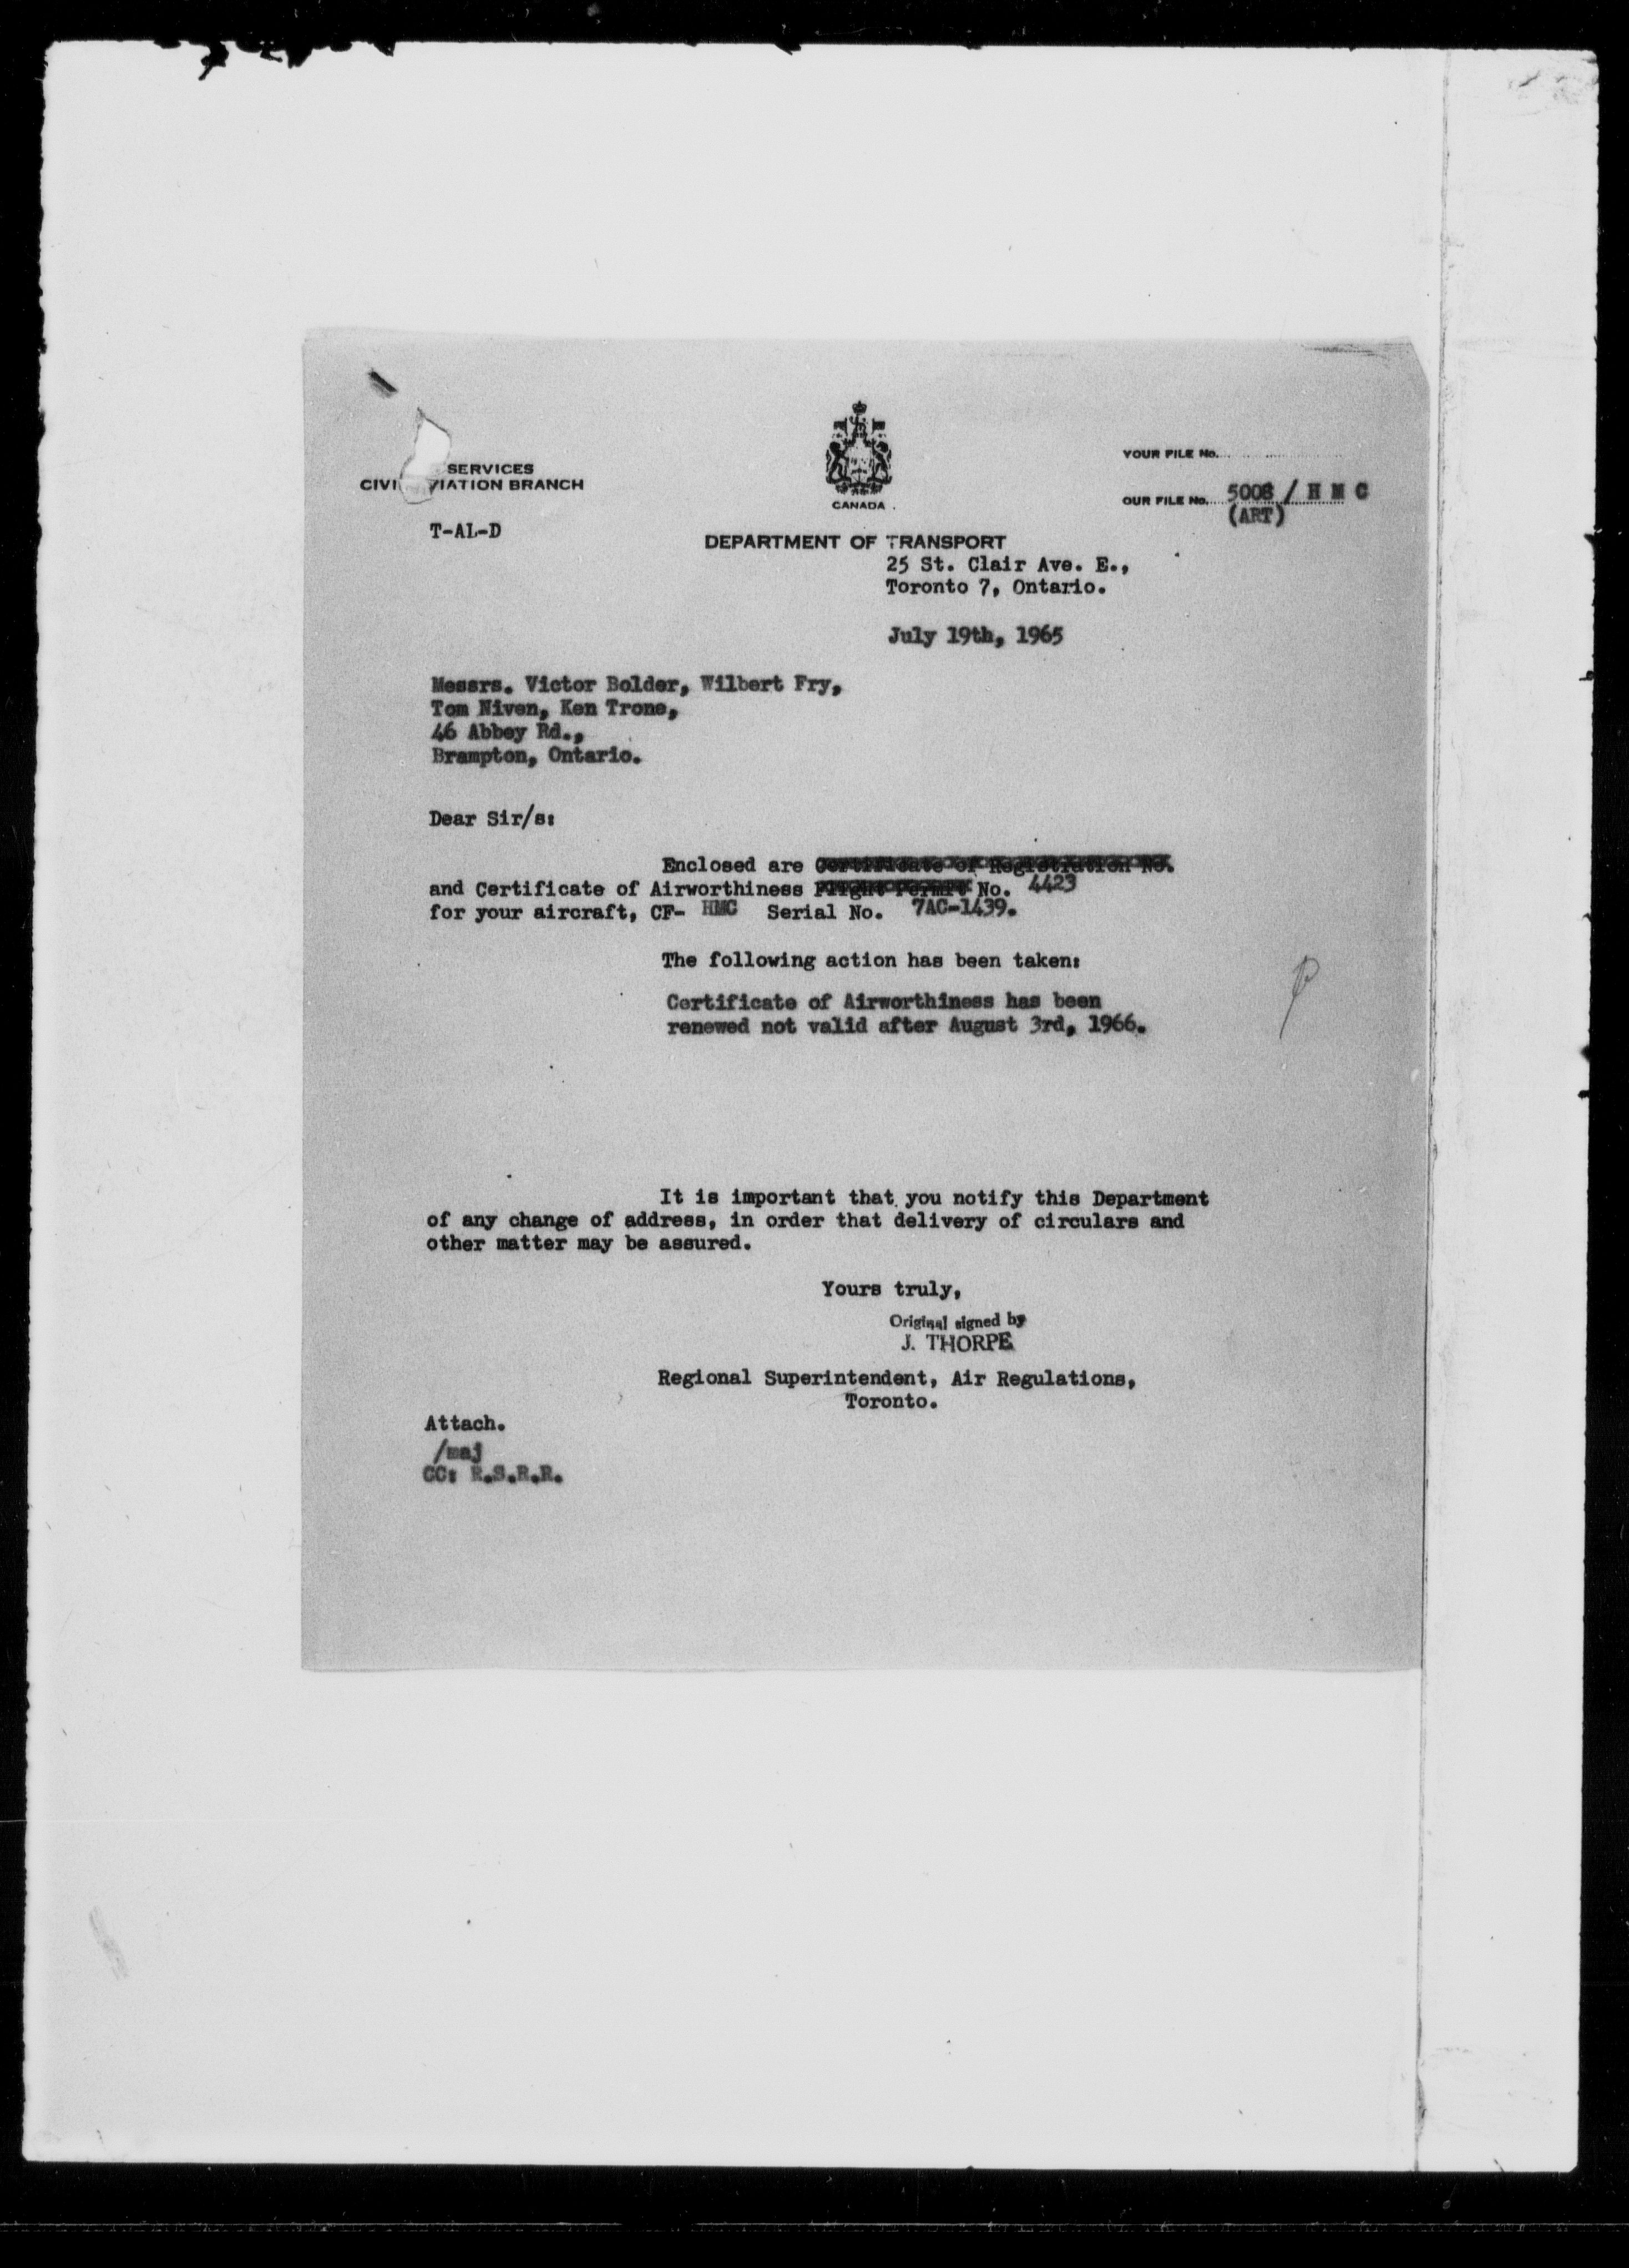 SERVICES
CIVI VIATION BRANCH
T-AL-D
CANADA
DEPARTMENT OF TRANSPORT
YOUR FILE No.
OUR FILE No. 5008 / H M C
(ART)
25 St. Clair Ave. E.,
Toronto 7, Ontario.
July 19th, 1965
Messrs. Victor Bolder, Wilbert Fry,
Tom Niven, Ken Trone,
46 Abbey Rd.,
Brampton, Ontario.
Dear Sir/s:
Enclosed are Certificate of Registration No.
and Certificate of Airworthiness Flight Permit No. 4423
for your aircraft, CF- HMC Serial No. 7AC-1439.
The following action has been taken:
Certificate of Airworthiness has been
renewed not valid after August 3rd, 1966.
It is important that you notify this Department
of any change of address, in order that delivery of circulars and
other matter may be assured.
Yours truly,
Original signed by
J. THORPE
Regional Superintendent, Air Regulations,
Toronto.
Attach.
/maj
CC: R.S.R.R.